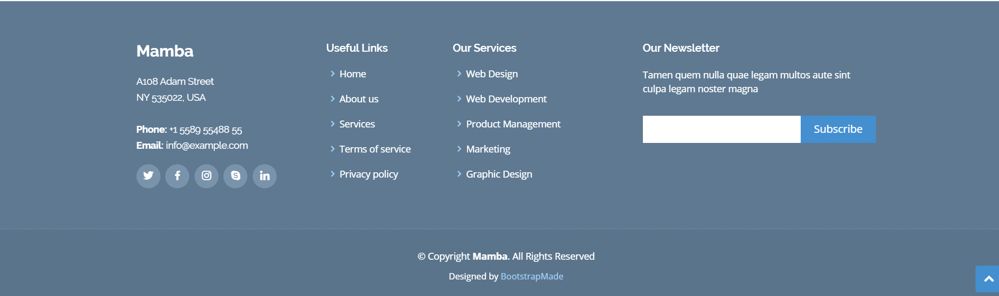 Mamba
A108 Adam Street
NY 535022, USA
Phone: +1 5589 55488 55
Email: info@example.com
Useful Links
Home
About us
Services
Terms of service
Privacy policy
Our Services
Web Design
Web Development
Product Management
Marketing
Graphic Design
Our Newsletter
Tamen quem nulla quae legam multos aute sint
culpa legam noster magna
Subscribe
© Copyright Mamba. All Rights Reserved
Designed by BootstrapMade